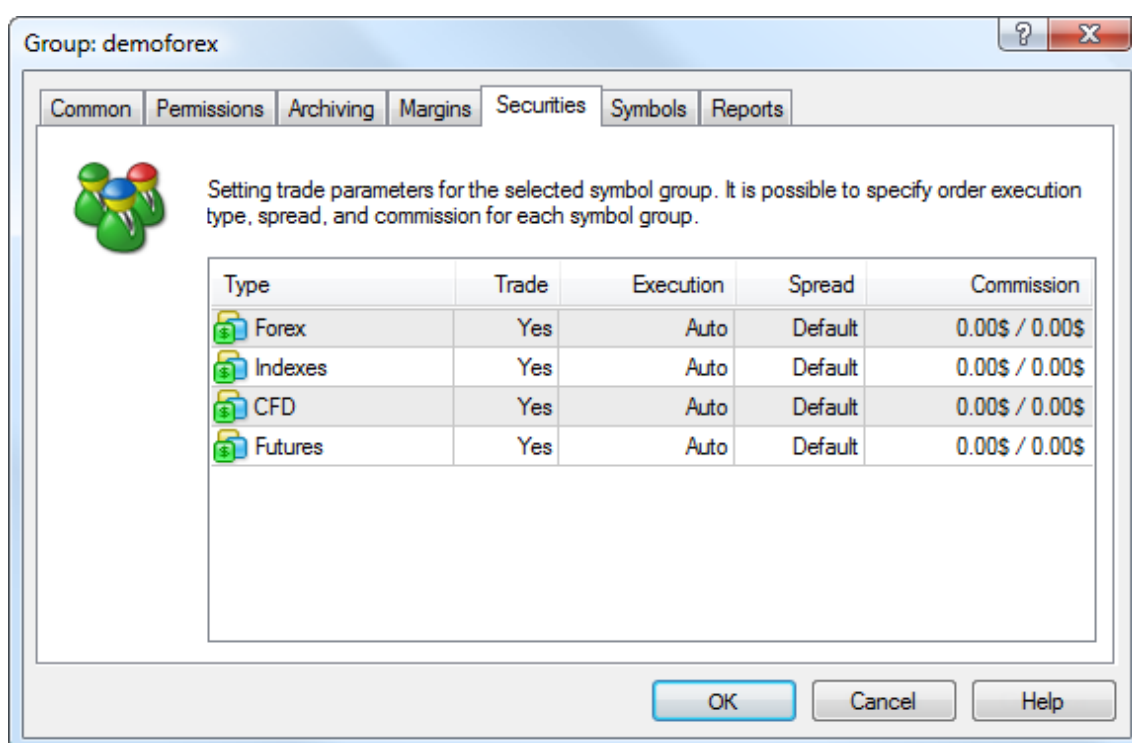 Group: demoforex
Common Permissions Archiving Margins Securities Symbols Reports
Setting trade parameters for the selected symbol group. It is possible to specify order execution
type, spread, and commission for each symbol group.
Type Trade Execution Spread Commission
Forex Yes Auto Default 0.00$ / 0.00$
Indexes Yes Auto Default 0.00$ / 0.00$
CFD Yes Auto Default 0.00$ / 0.00$
Futures Yes Auto Default 0.00$ / 0.00$
OK Cancel Help